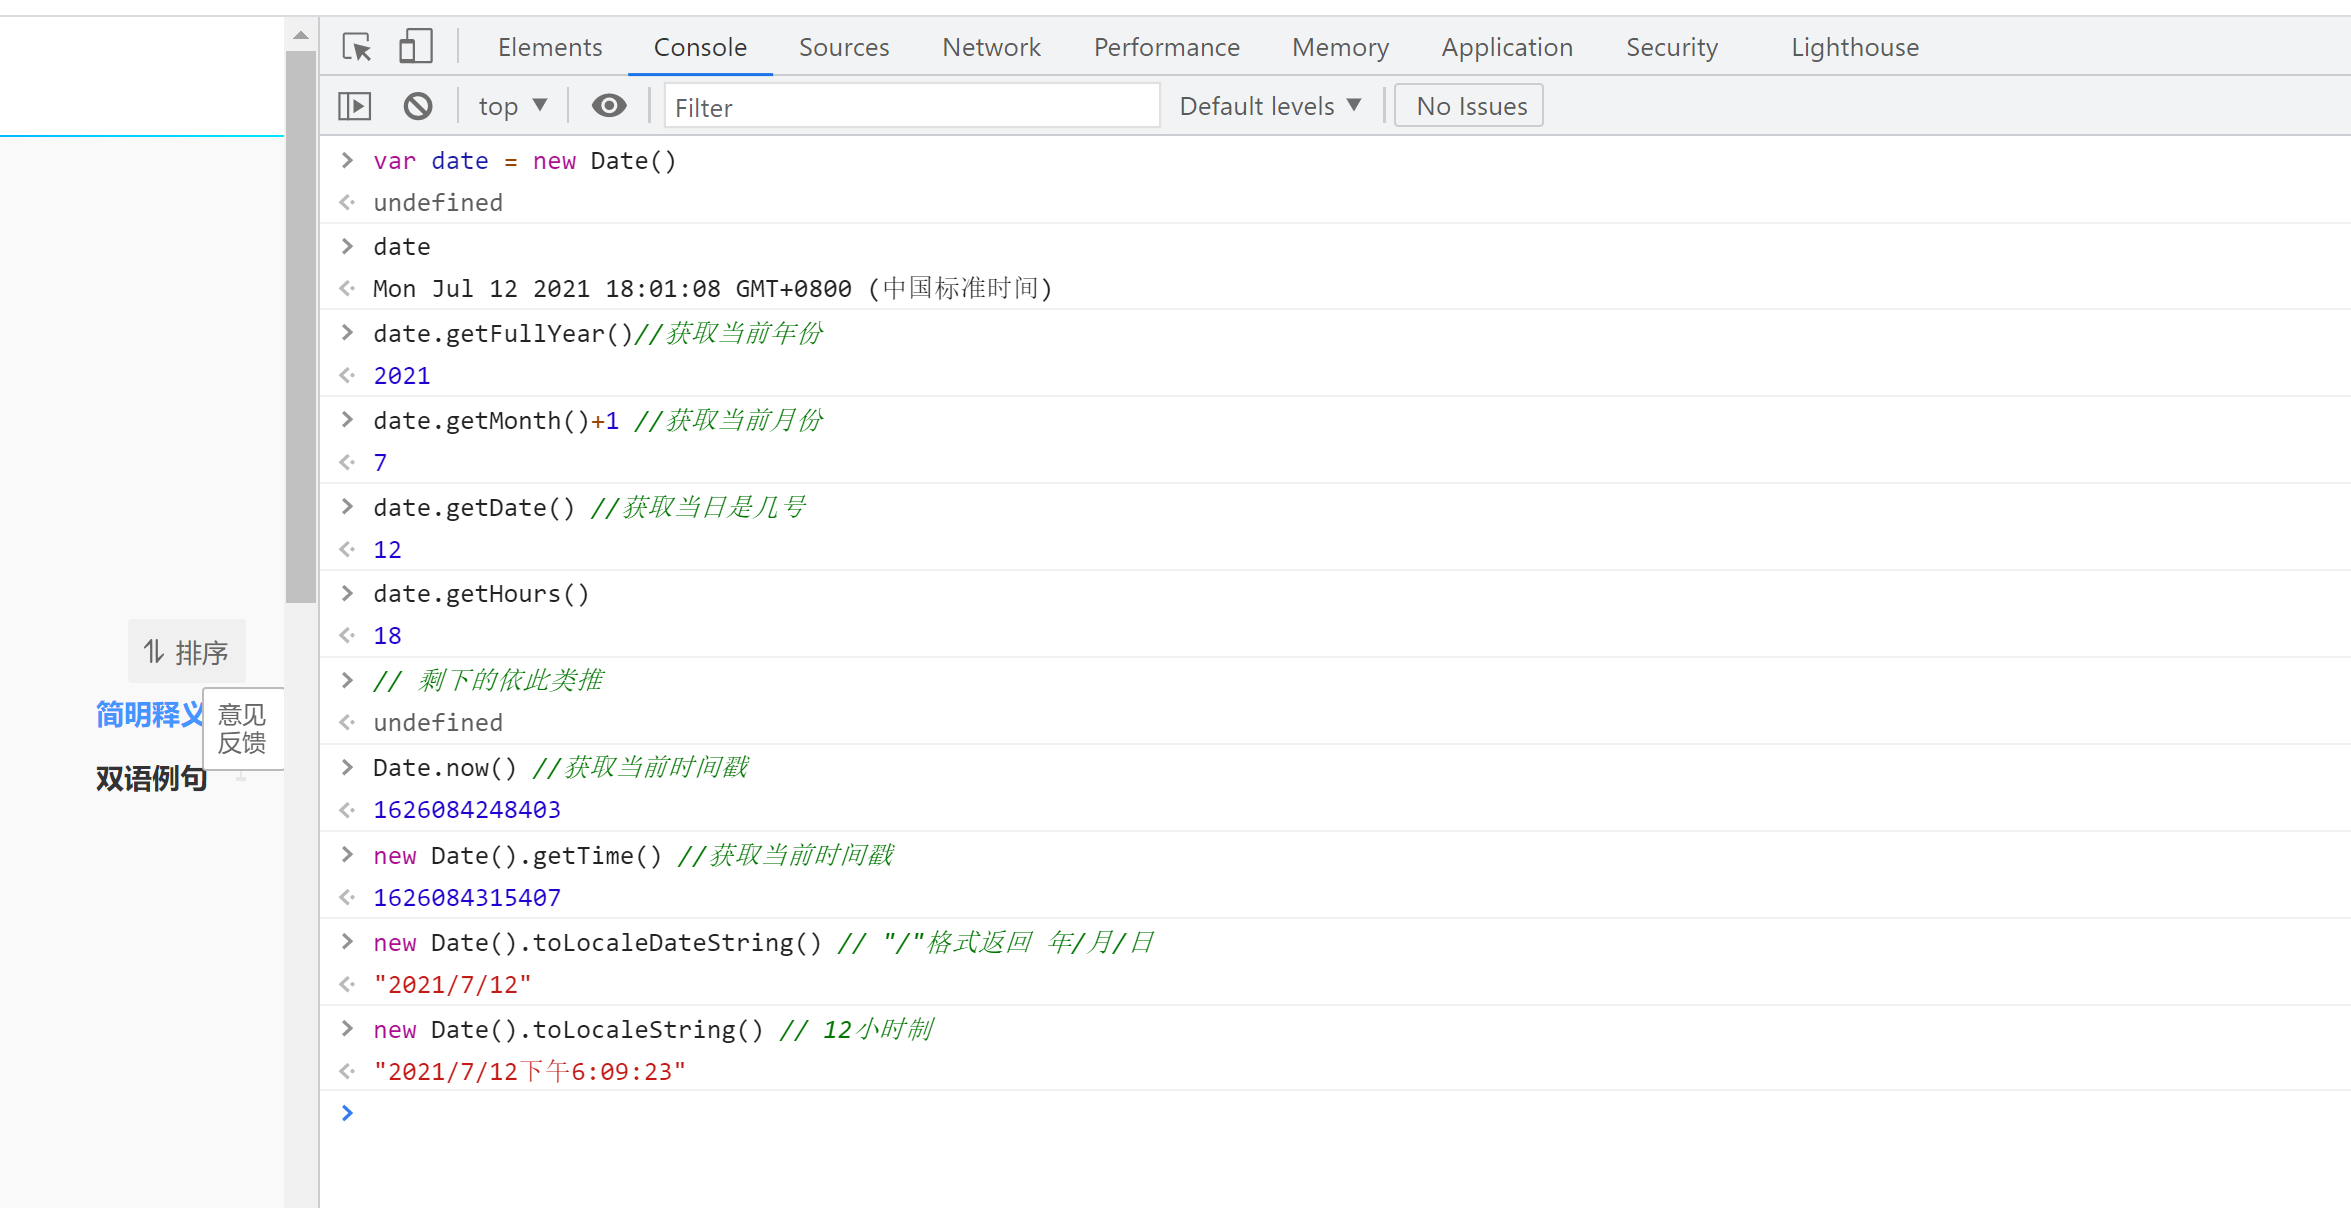 Elements Console Sources Network Performance Memory Application Security Lighthouse
top Filter Default levels No Issues
var date = new Date()
undefined
date
Mon Jul 12 2021 18:01:08 GMT+0800 (中国标准时间)
date.getFullYear()//获取当前年份
2021
date.getMonth()+1 //获取当前月份
7
date.getDate() //获取当日是几号
12
date.getHours()
18
// 剩下的依此类推
undefined
Date.now() //获取当前时间戳
1626084248403
new Date().getTime() //获取当前时间戳
1626084315407
new Date().toLocaleDateString() // "/"格式返回 年/月/日
"2021/7/12"
new Date().toLocaleString() // 12小时制
"2021/7/12下午6:09:23"
排序
简明释义
意见
反馈
双语例句